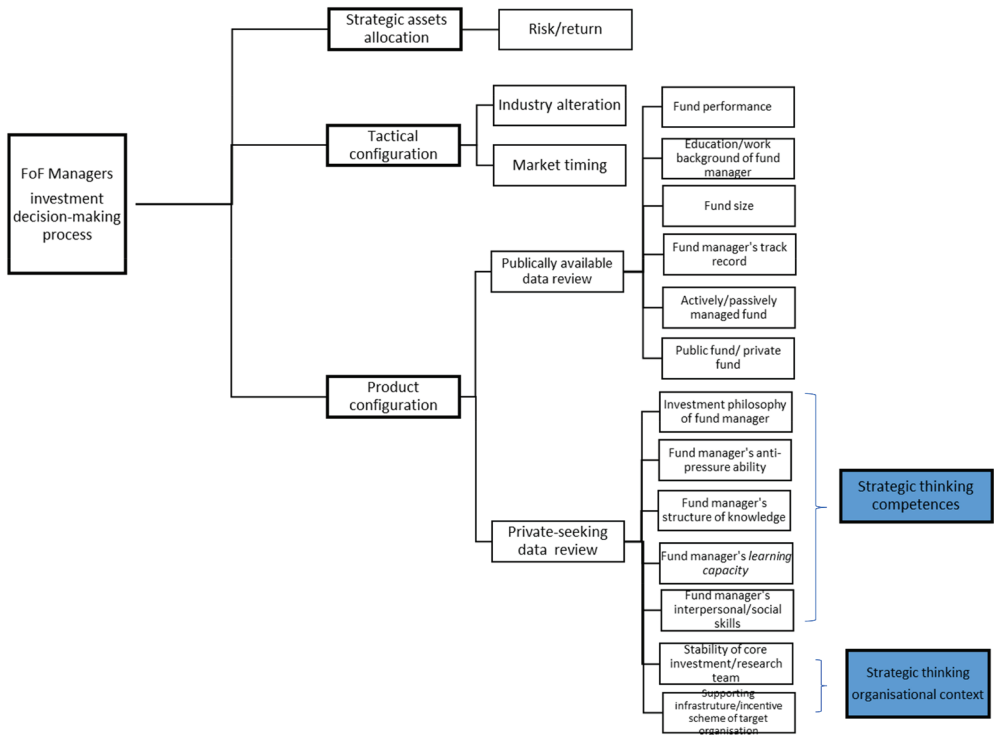 Strategic assets
allocation
Risk/return
Industry alteration
Tactical
configuration
Market timing
FoF Managers
investment
decision-making
process
Fund performance
Education/work
background of fund
manager
Fund size
Publically available
data review
Fund manager's track
record
Actively/passively
managed fund
Public fund/ private
fund
Product
configuration
Investment philosophy
of fund manager
Fund manager's anti-
pressure ability
Fund manager's
structure of knowledge
Private-seeking
data review
Fund manager's learning
capacity
Fund manager's
interpersonal/social
skills
Stability of core
investment/research
team
Supporting
infrastruture/incentive
scheme of target
organisation
Strategic thinking
competences
Strategic thinking
organisational context